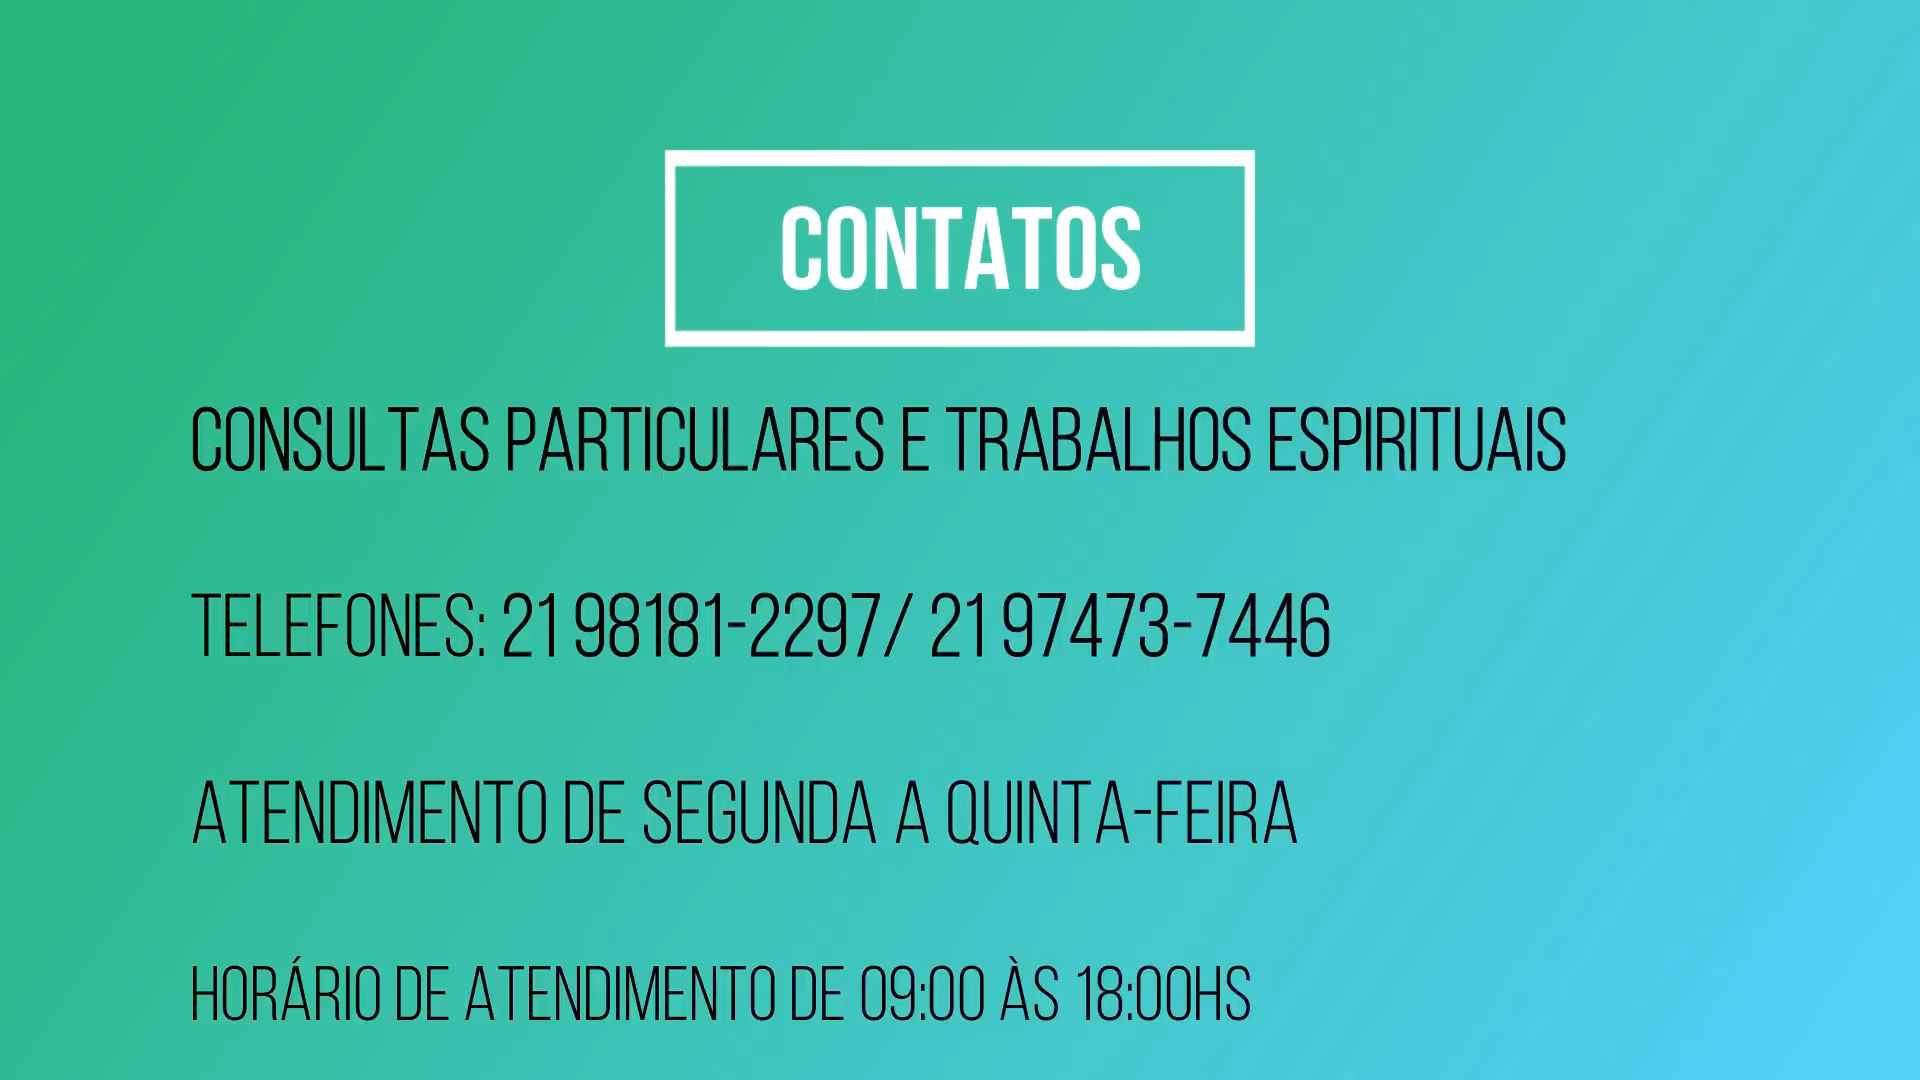 CONTATOS
CONSULTAS PARTICULARES E TRABALHOS ESPIRITUAIS
TELEFONES: 21 98181-2297/ 21 97473-7446
ATENDIMENTO DE SEGUNDA A QUINTA-FEIRA
HORÁRIO DE ATENDIMENTO DE 09:00 ÀS 18:00HS